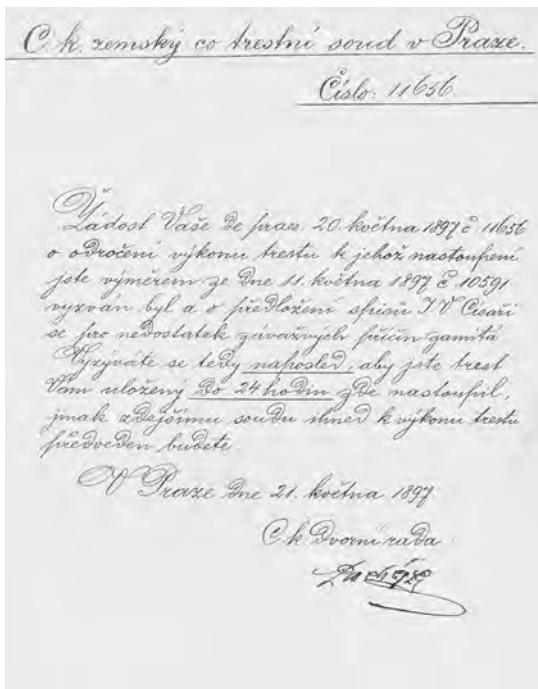 C. k. zemský co trestní soud v Praze.
Číslo: 11656
Žádost Vaše de praes. 20. května 1897 č 11656
o odročení výkonu trestu k jehož nastoupení
jste výměrem ze dne 11. května 1897 č. 10591
vyzván byl a o předložení spisů J. V. Císaři
se pro nedostatek závažných příčin zamítá
Vyzýváte se tedy naposled, aby jste trest
Vám uložený do 24 hodin zde nastoupil,
jinak zdejšímu soudu ihned k výkonu trestu
předveden budete.
V Praze dne 21. května 1897.
C. k. dvorní rada